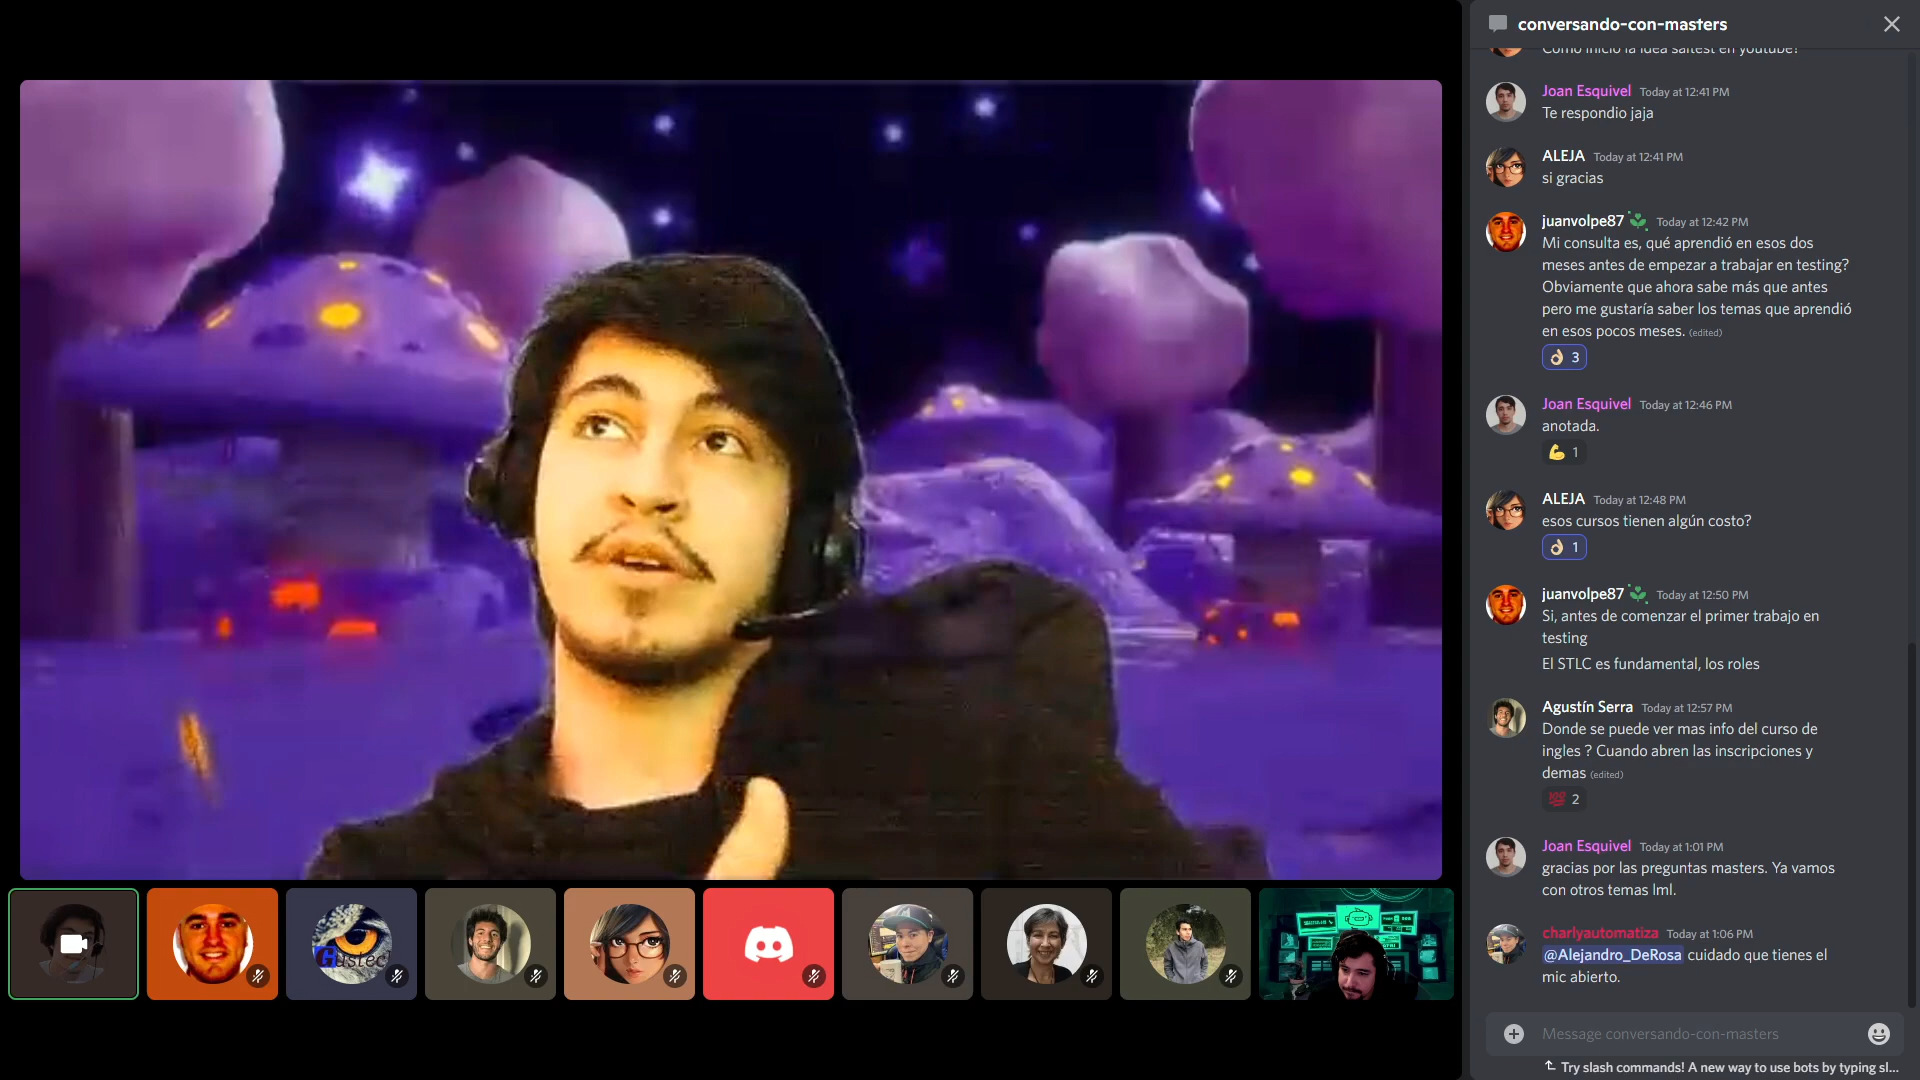 conversando-con-masters
Como inicio la idea saltest en youtube?
Joan Esquivel Today at 12:41 PM
Te respondio jaja
ALEJA Today at 12:41 PM
si gracias
juanvolpe87 Today at 12:42 PM
Mi consulta es, qué aprendió en esos dos
meses antes de empezar a trabajar en testing?
Obviamente que ahora sabe más que antes
pero me gustaría saber los temas que aprendió
en esos pocos meses. (edited)
3
Joan Esquivel Today at 12:46 PM
anotada.
1
ALEJA Today at 12:48 PM
esos cursos tienen algún costo?
1
juanvolpe87 Today at 12:50 PM
Si, antes de comenzar el primer trabajo en
testing
El STLC es fundamental, los roles
Agustín Serra Today at 12:57 PM
Donde se puede ver mas info del curso de
ingles ? Cuando abren las inscripciones y
demas (edited)
2
Joan Esquivel Today at 1:01 PM
gracias por las preguntas masters. Ya vamos
con otros temas lml.
charlyautomatiza Today at 1:06 PM
@Alejandro_DeRosa cuidado que tienes el
mic abierto.
Message conversando-con-masters
Try slash commands! A new way to use bots by typing sl...